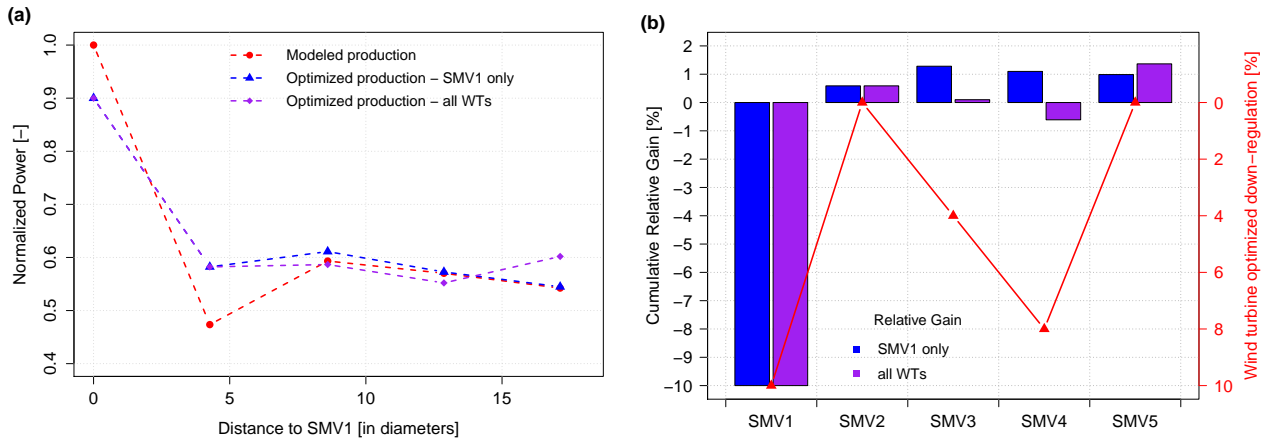 (a)
1.0
0.9
0.8
0.7
0.6
0.5
0.4
Normalized Power [−]
Modeled production
Optimized production − SMV1 only
Optimized production − all WTs
0 5 10 15
Distance to SMV1 [in diameters]
(b)
2
1
0
−1
−2
−3
−4
−5
−6
−7
−8
−9
−10
Cumulative Relative Gain [%]
Relative Gain
SMV1 only
all WTs
SMV1 SMV2 SMV3 SMV4 SMV5
0
2
4
6
8
10
Wind turbine optimized down−regulation [%]